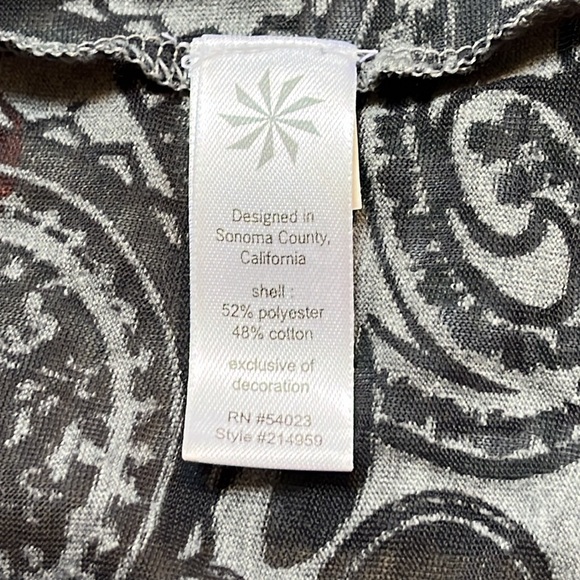 Designed in
Sonoma County,
California
shell :
52% polyester
48% cotton
exclusive of
decoration
RN #54023
Style #214959